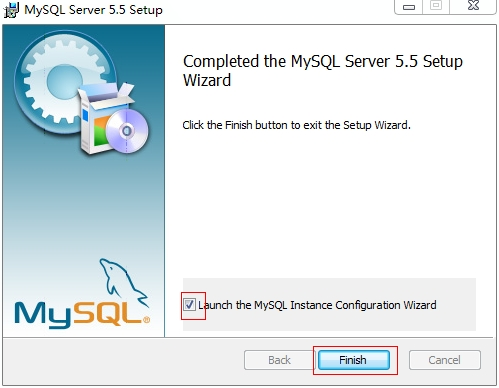 MySQL Server 5.5 Setup
Completed the MySQL Server 5.5 Setup
Wizard
Click the Finish button to exit the Setup Wizard.
MySQL®
Launch the MySQL Instance Configuration Wizard
Back
Finish
Cancel